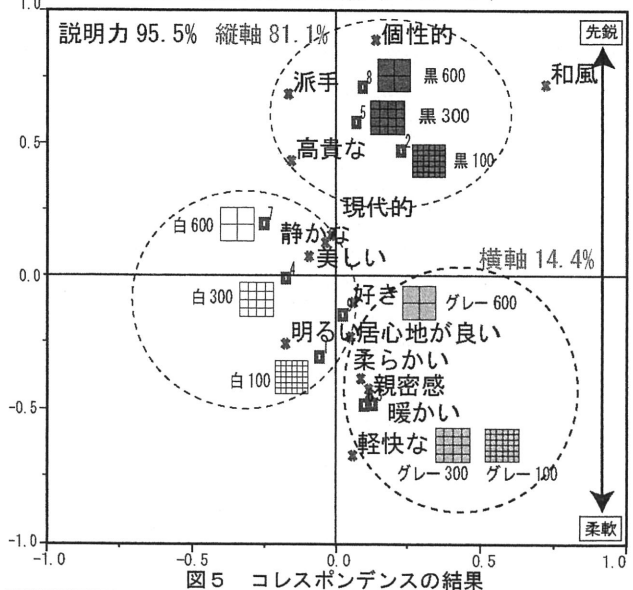 1.0
説明力 95.5% 縦軸 81.1%
個性的
先鋭
和風
派手
8
黒 600
5
黒 300
0.5
高貴な
2
黒 100
現代的
7
白 600
静かな
美しい
横軸 14.4%
0.0
4
白 300
好き
グレー 600
明るい
居心地が良い
1
柔らかい
白 100
親密感
3
-0.5
暖かい
軽快な
グレー 300 グレー 100
柔軟
-1.0
-1.0 -0.5 0.0 0.5 1.0
図5 コレスポンデンスの結果